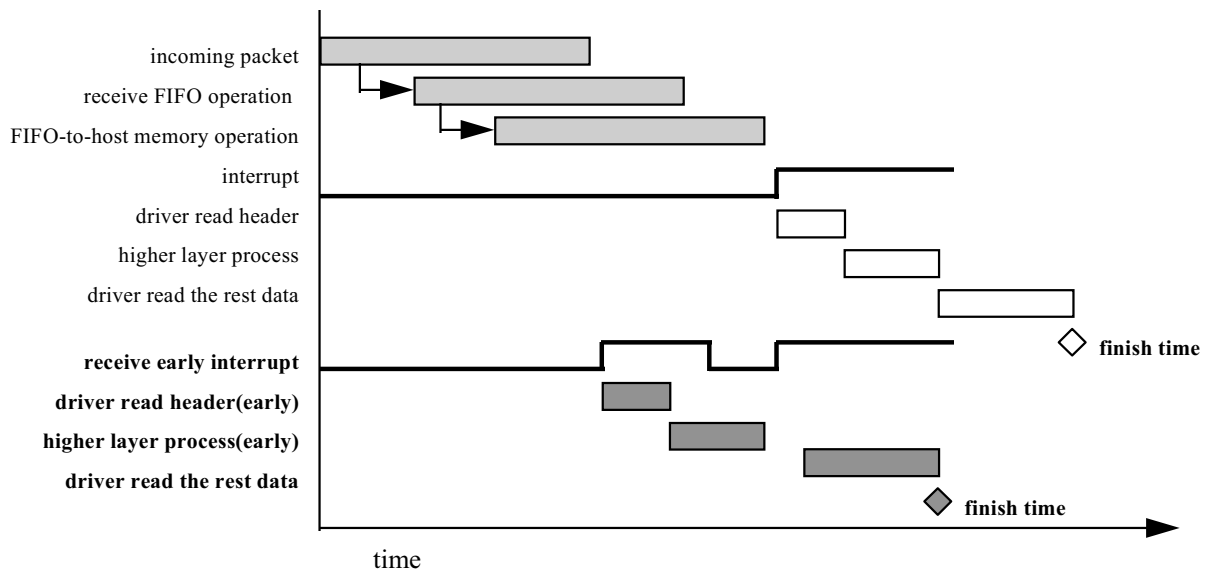 incoming packet
receive FIFO operation
FIFO-to-host memory operation
interrupt
driver read header
higher layer process
driver read the rest data
finish time
receive early interrupt
driver read header(early)
higher layer process(early)
driver read the rest data
finish time
time